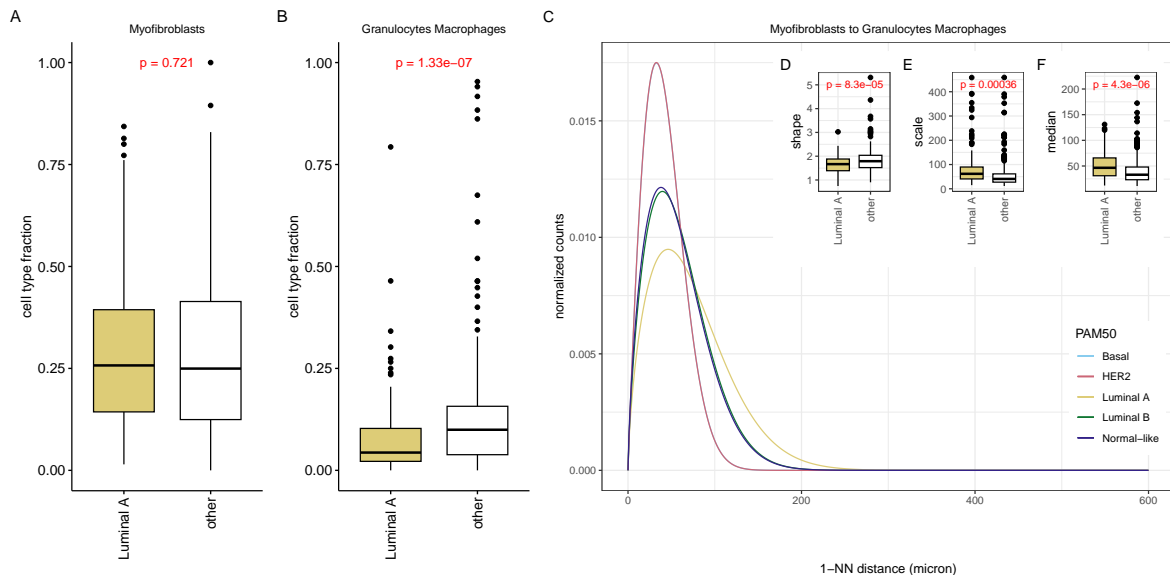 A
Myofibroblasts
p = 0.721
cell type fraction
1.00
0.75
0.50
0.25
0.00
Luminal A
other
B
Granulocytes Macrophages
p = 1.33e−07
cell type fraction
1.00
0.75
0.50
0.25
0.00
Luminal A
other
C
Myofibroblasts to Granulocytes Macrophages
normalized counts
0.015
0.010
0.005
0.000
0
200
400
600
1−NN distance (micron)
D
p = 8.3e−05
shape
5
4
3
2
1
Luminal A
other
E
p = 0.00036
scale
400
300
200
100
0
Luminal A
other
F
p = 4.3e−06
median
200
150
100
50
Luminal A
other
PAM50
Basal
HER2
Luminal A
Luminal B
Normal−like